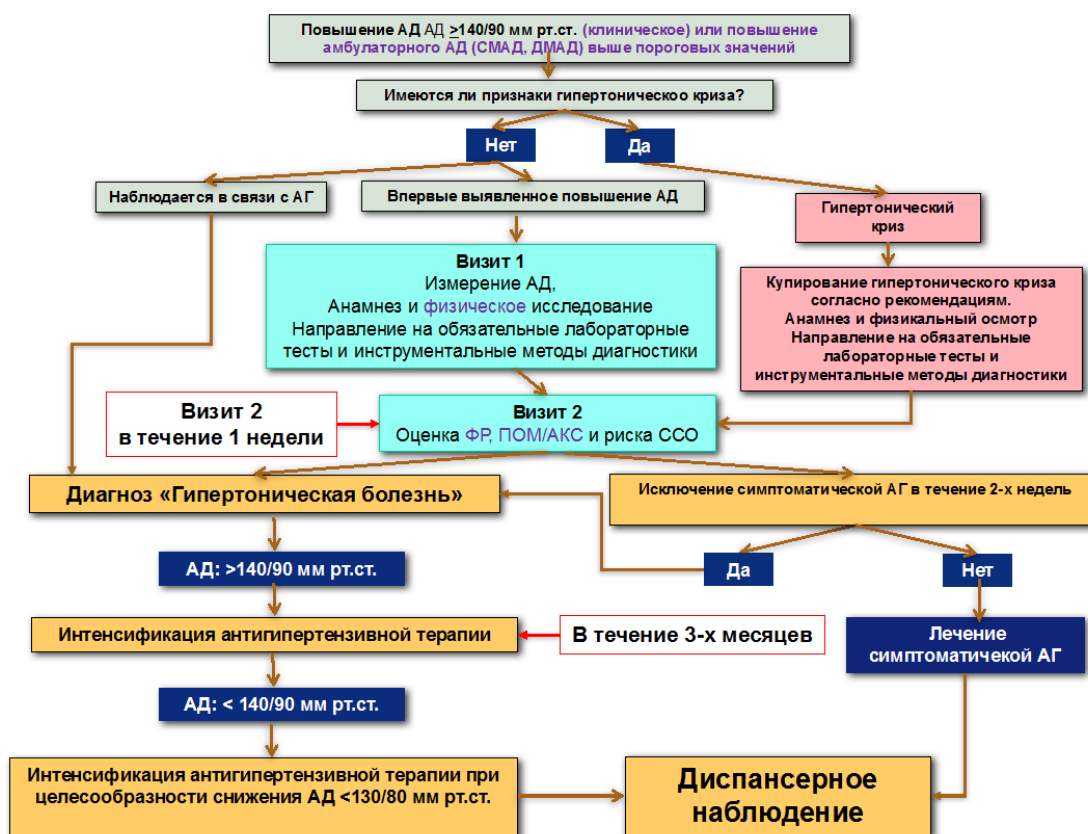 Повышение АД АД >140/90 мм рт.ст. (клиническое) или повышение
амбулаторного АД (СМАД, ДМАД) выше пороговых значений
Имеются ли признаки гипертоническоо криза?
Нет
Да
Наблюдается в связи с АГ
Впервые выявленное повышение АД
Гипертонический
криз
Визит 1
Измерение АД,
Анамнез и физическое исследование
Направление на обязательные лабораторные
тесты и инструментальные методы диагностики
Купирование гипертонического криза
согласно рекомендациям.
Анамнез и физикальный осмотр
Направление на обязательные
лабораторные тесты и
инструментальные методы диагностики
Визит 2
в течение 1 недели
Визит 2
Оценка ФР, ПОМ/АКС и риска ССО
Диагноз «Гипертоническая болезнь»
Исключение симптоматической АГ в течение 2-х недель
АД: >140/90 мм рт.ст.
Да
Нет
Интенсификация антигипертензивной терапии
В течение 3-х месяцев
Лечение
симптоматичекой АГ
АД: < 140/90 мм рт.ст.
Интенсификация антигипертензивной терапии при
целесообразности снижения АД <130/80 мм рт.ст.
Диспансерное
наблюдение